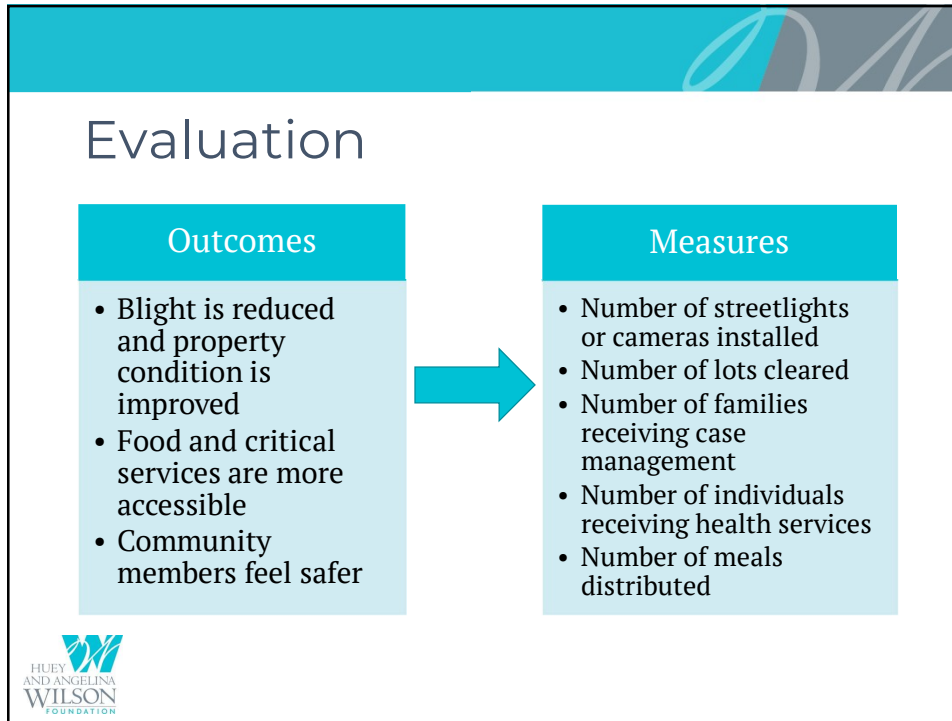 Evaluation
Outcomes
• Blight is reduced
and property
condition is
improved
• Food and critical
services are more
accessible
• Community
members feel safer
Measures
• Number of streetlights
or cameras installed
• Number of lots cleared
• Number of families
receiving case
management
• Number of individuals
receiving health services
• Number of meals
distributed
HUEY
AND ANGELINA
WILSON
FOUNDATION